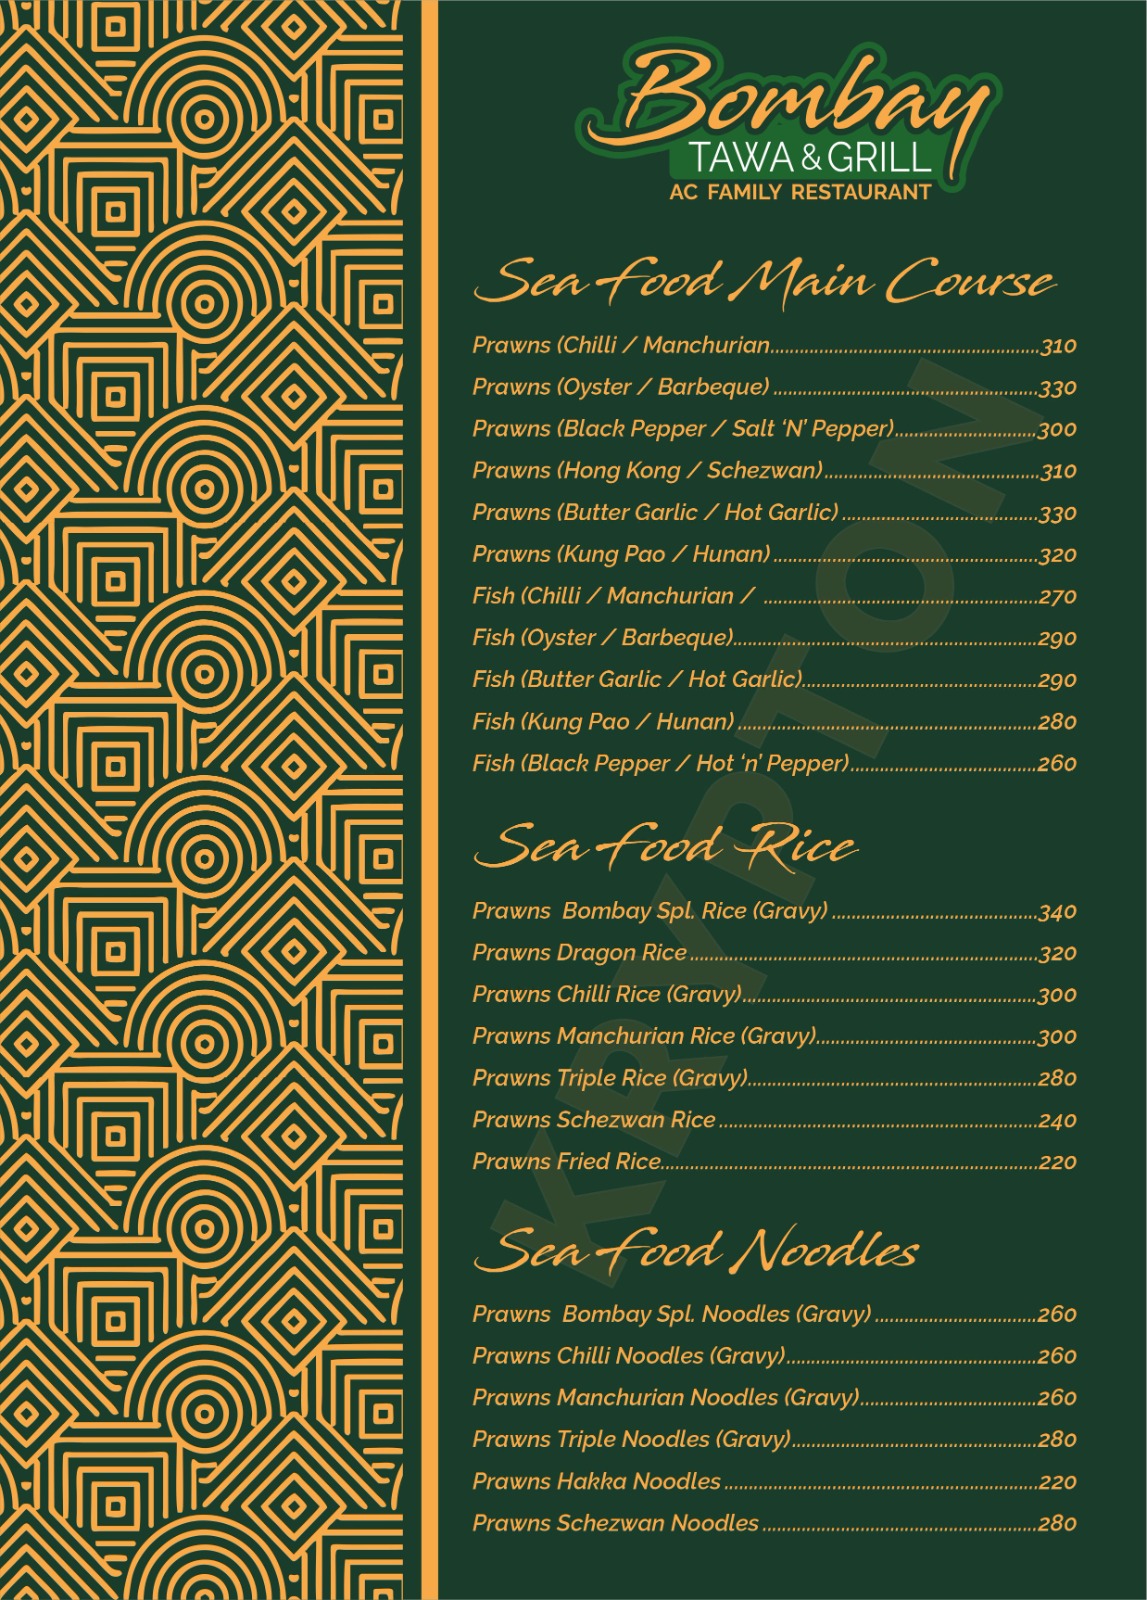 Bombay
TAWA & GRILL
AC FAMILY RESTAURANT
Sea Food Main Course
Prawns (Chilli / Manchurian.......................................................310
Prawns (Oyster / Barbeque).......................................................330
Prawns (Black Pepper / Salt ‘N’ Pepper)..............................300
Prawns (Hong Kong / Schezwan)............................................310
Prawns (Butter Garlic / Hot Garlic)........................................330
Prawns (Kung Pao / Hunan)......................................................320
Fish (Chilli / Manchurian / ........................................................270
Fish (Oyster / Barbeque)..............................................................290
Fish (Butter Garlic / Hot Garlic)................................................290
Fish (Kung Pao / Hunan).............................................................280
Fish (Black Pepper / Hot ‘n’ Pepper).......................................260
Sea Food Rice
Prawns  Bombay Spl. Rice (Gravy)..........................................340
Prawns Dragon Rice.......................................................................320
Prawns Chilli Rice (Gravy)............................................................300
Prawns Manchurian Rice (Gravy).............................................300
Prawns Triple Rice (Gravy)...........................................................280
Prawns Schezwan Rice.................................................................240
Prawns Fried Rice.............................................................................220
Sea Food Noodles
Prawns  Bombay Spl. Noodles (Gravy).................................260
Prawns Chilli Noodles (Gravy)...................................................260
Prawns Manchurian Noodles (Gravy)....................................260
Prawns Triple Noodles (Gravy)..................................................280
Prawns Hakka Noodles................................................................220
Prawns Schezwan Noodles........................................................280
KRYPTON